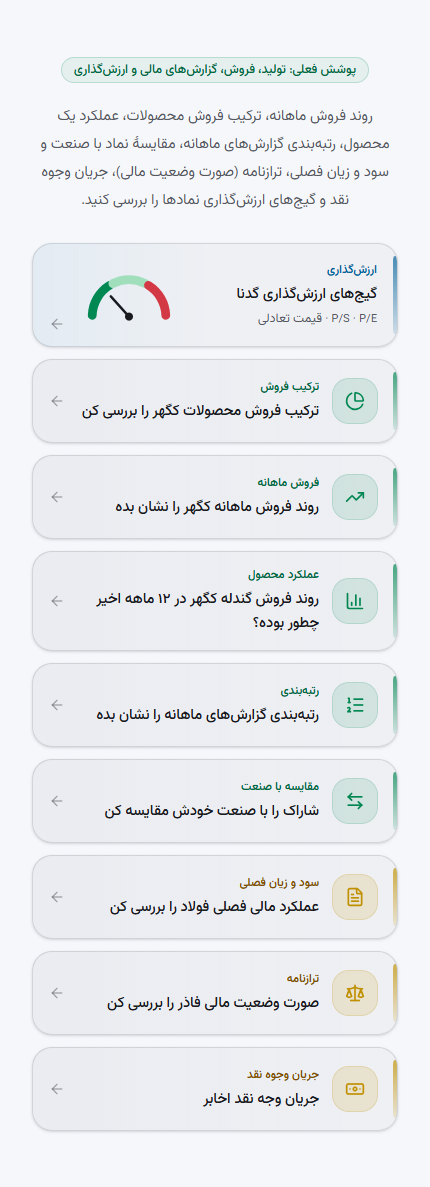 پوشش فعلی: تولید، فروش، گزارش‌های مالی و ارزش‌گذاری
روند فروش ماهانه، ترکیب فروش محصولات، عملکرد یک
محصول، رتبه‌بندی گزارش‌های ماهانه، مقایسهٔ نماد با صنعت و
سود و زیان فصلی، ترازنامه (صورت وضعیت مالی)، جریان وجوه
نقد و گیج‌های ارزش‌گذاری نمادها را بررسی کنید.
ارزش‌گذاری
گیج‌های ارزش‌گذاری گدنا
P/S · P/E · قیمت تعادلی
ترکیب فروش
ترکیب فروش محصولات کگهر را بررسی کن
فروش ماهانه
روند فروش ماهانه کگهر را نشان بده
عملکرد محصول
روند فروش گندله کگهر در ۱۲ ماهه اخیر
چطور بوده؟
رتبه‌بندی
رتبه‌بندی گزارش‌های ماهانه را نشان بده
مقایسه با صنعت
شاراک را با صنعت خودش مقایسه کن
سود و زیان فصلی
عملکرد مالی فصلی فولاد را بررسی کن
ترازنامه
صورت وضعیت مالی فاذر را بررسی کن
جریان وجوه نقد
جریان وجه نقد اخابر